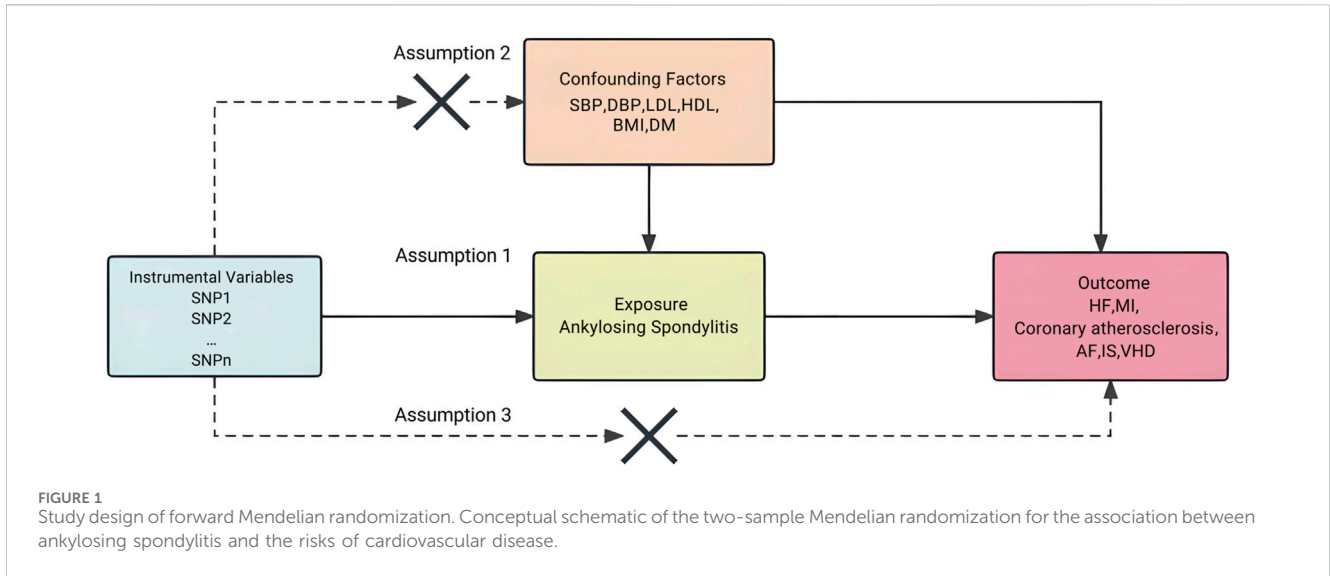 Assumption 2
Confounding Factors
SBP,DBP,LDL,HDL,
BMI,DM
Assumption 1
Instrumental Variables
SNP1
SNP2
...
SNPn
Exposure
Ankylosing Spondylitis
Outcome
HF,MI,
Coronary atherosclerosis,
AF,IS,VHD
Assumption 3
FIGURE 1
Study design of forward Mendelian randomization. Conceptual schematic of the two-sample Mendelian randomization for the association between
ankylosing spondylitis and the risks of cardiovascular disease.